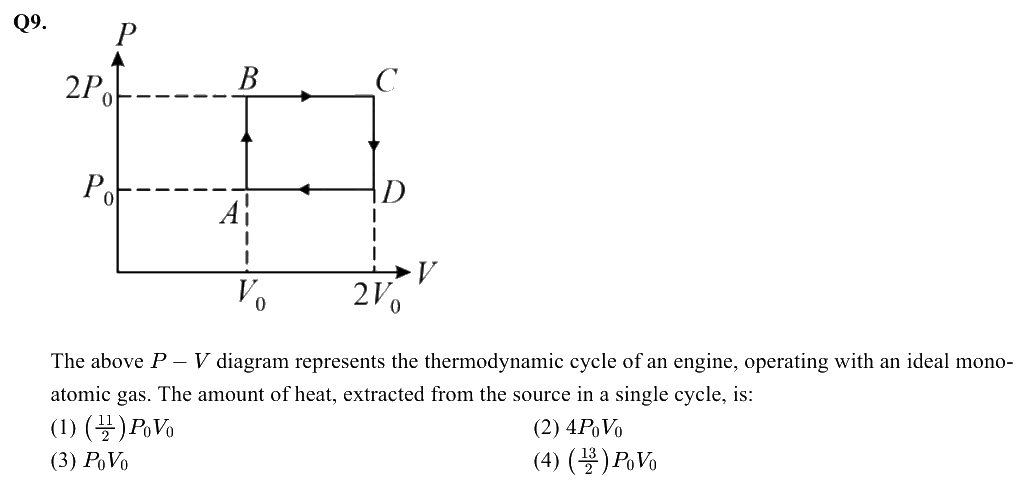 Q9.
P
2P₀
B
C
P₀
D
A
V
V₀
2V₀
The above P − V diagram represents the thermodynamic cycle of an engine, operating with an ideal mono-
atomic gas. The amount of heat, extracted from the source in a single cycle, is:
(1) (11/2)P₀V₀ (2) 4P₀V₀
(3) P₀V₀ (4) (13/2)P₀V₀